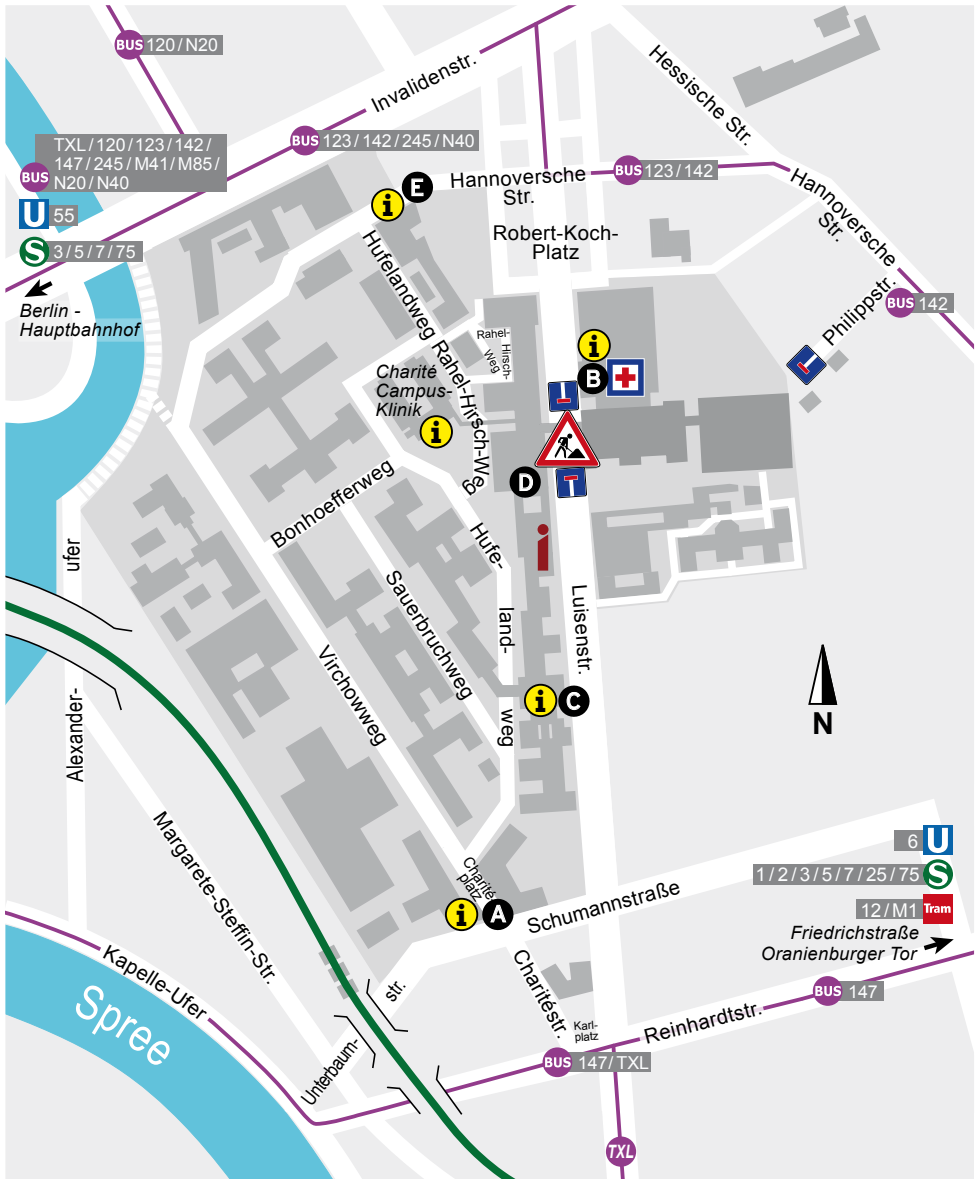 BUS 120 / N20
Hessische Str.
Invalidenstr.
TXL / 120 / 123 / 142 /
147 / 245 / M41 / M85 /
N20 / N40
BUS
BUS 123 / 142 / 245 / N40
U 55
S 3 / 5 / 7 / 75
Berlin -
Hauptbahnhof
i E
Hannoversche
Str.
BUS 123 / 142
Hannoversche
Str.
Robert-Koch-
Platz
Hufelandweg
BUS 142
Philippstr.
Rahel-
Hirsch-
Weg
Rahel-Hirsch-Weg
i
B
Charité
Campus-
Klinik
i
D
Bonhoefferweg
Hufe-
land-
weg
i
Sauerbruchweg
Luisenstr.
Virchowweg
i C
N
ufer
Alexander-
Margarete-Steffin-Str.
Charité-
platz
i A
Schumannstraße
6 U
1 / 2 / 3 / 5 / 7 / 25 / 75 S
12 / M1 Tram
Friedrichstraße
Oranienburger Tor
Kapelle-Ufer
Spree
str.
Unterbaum-
Charitéstr.
Karl-
platz
Reinhardtstr.
BUS 147
BUS 147 / TXL
TXL